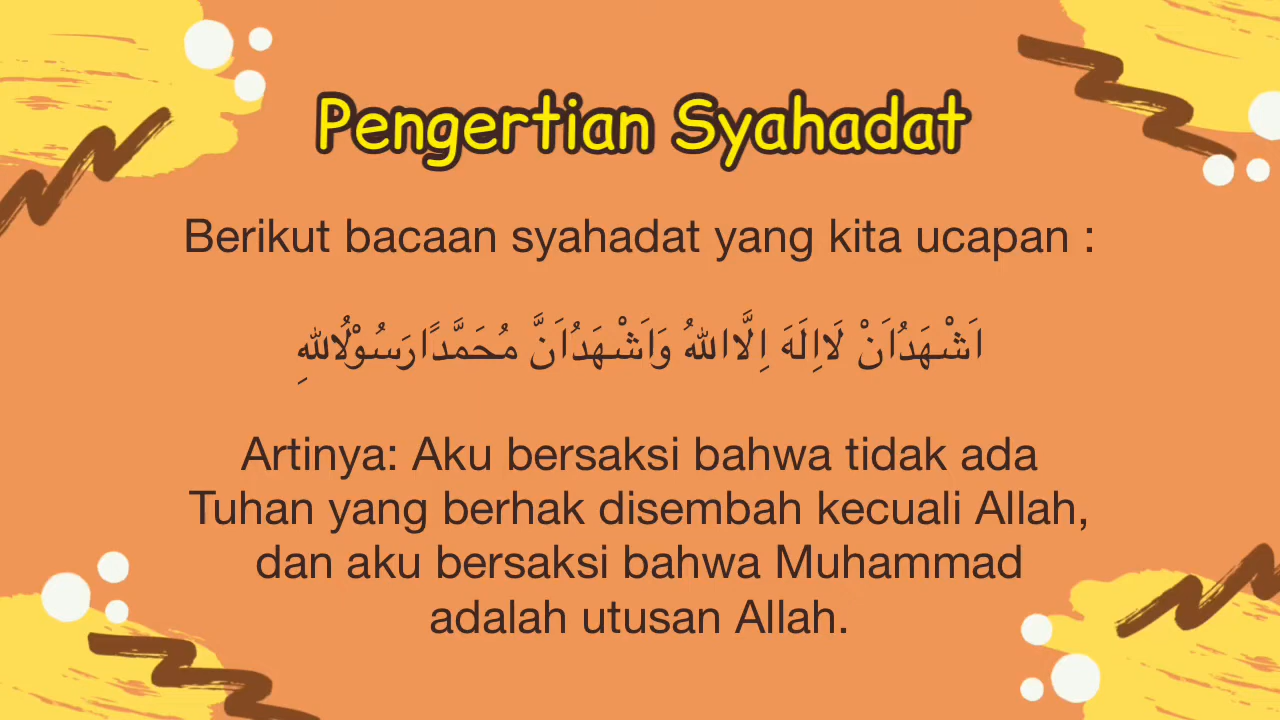 Pengertian Syahadat
Berikut bacaan syahadat yang kita ucapan :
اَشْهَدُاَنْ لَااِلَهَ اِلَّااللهُ وَاَشْهَدُاَنَّ مُحَمَّدًارَسُوْلُاللهِ
Artinya: Aku bersaksi bahwa tidak ada
Tuhan yang berhak disembah kecuali Allah,
dan aku bersaksi bahwa Muhammad
adalah utusan Allah.